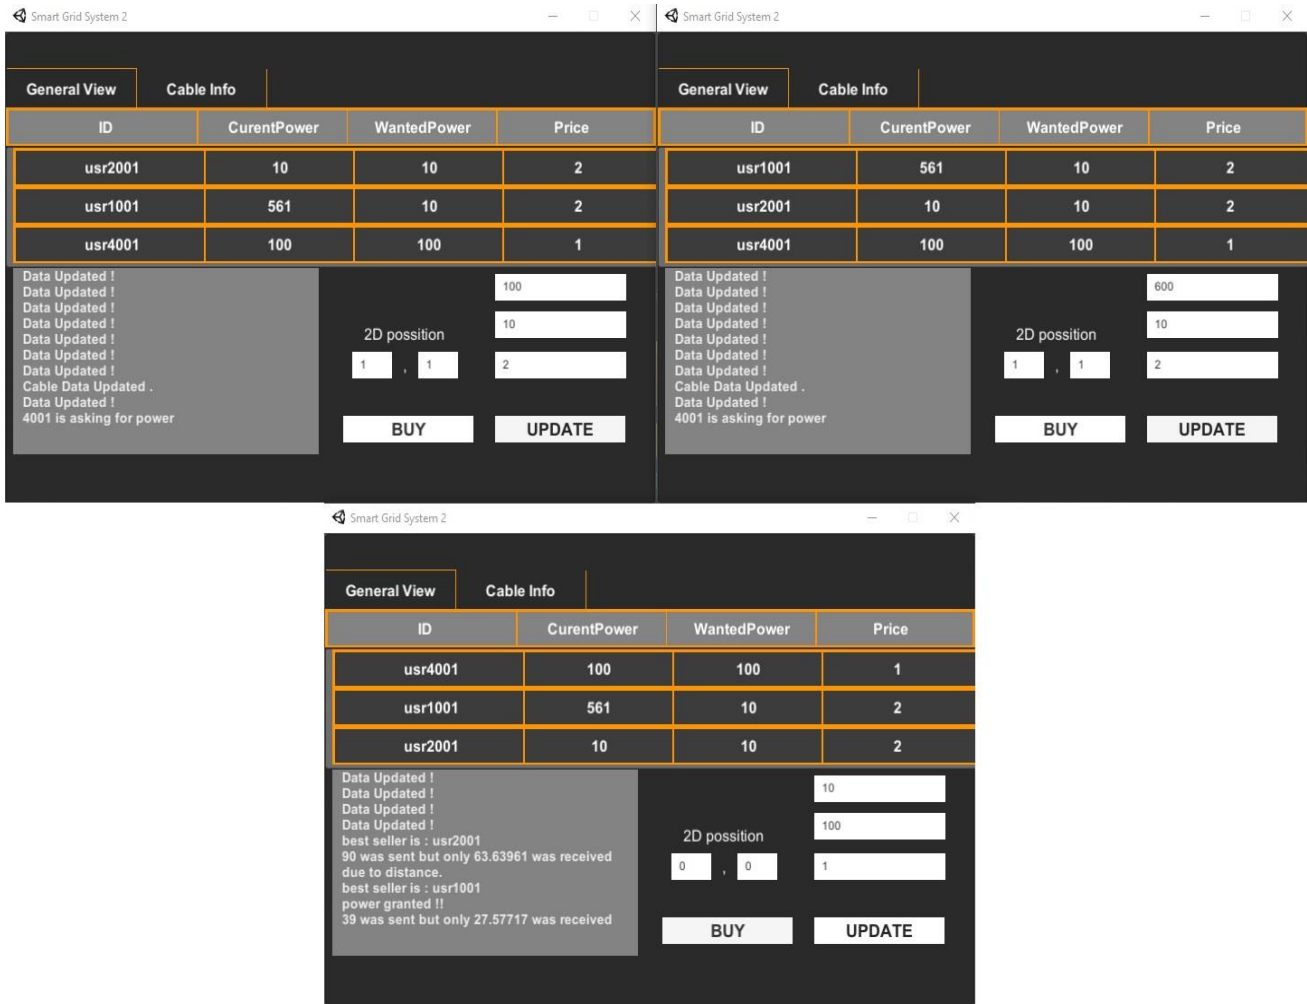 Smart Grid System 2
General View Cable Info
ID CurentPower WantedPower Price
usr2001 10 10 2
usr1001 561 10 2
usr4001 100 100 1
Data Updated !
Data Updated !
Data Updated !
Data Updated !
Data Updated !
Data Updated !
Data Updated !
Cable Data Updated .
Data Updated !
4001 is asking for power
100
2D possition
10
1 , 1
2
BUY UPDATE
Smart Grid System 2
General View Cable Info
ID CurentPower WantedPower Price
usr1001 561 10 2
usr2001 10 10 2
usr4001 100 100 1
Data Updated !
Data Updated !
Data Updated !
Data Updated !
Data Updated !
Data Updated !
Data Updated !
Cable Data Updated .
Data Updated !
4001 is asking for power
600
2D possition
10
1 , 1
2
BUY UPDATE
Smart Grid System 2
General View Cable Info
ID CurentPower WantedPower Price
usr4001 100 100 1
usr1001 561 10 2
usr2001 10 10 2
Data Updated !
Data Updated !
Data Updated !
Data Updated !
best seller is : usr2001
90 was sent but only 63.63961 was received
due to distance.
best seller is : usr1001
power granted !!
39 was sent but only 27.57717 was received
10
2D possition
100
0 , 0
1
BUY UPDATE